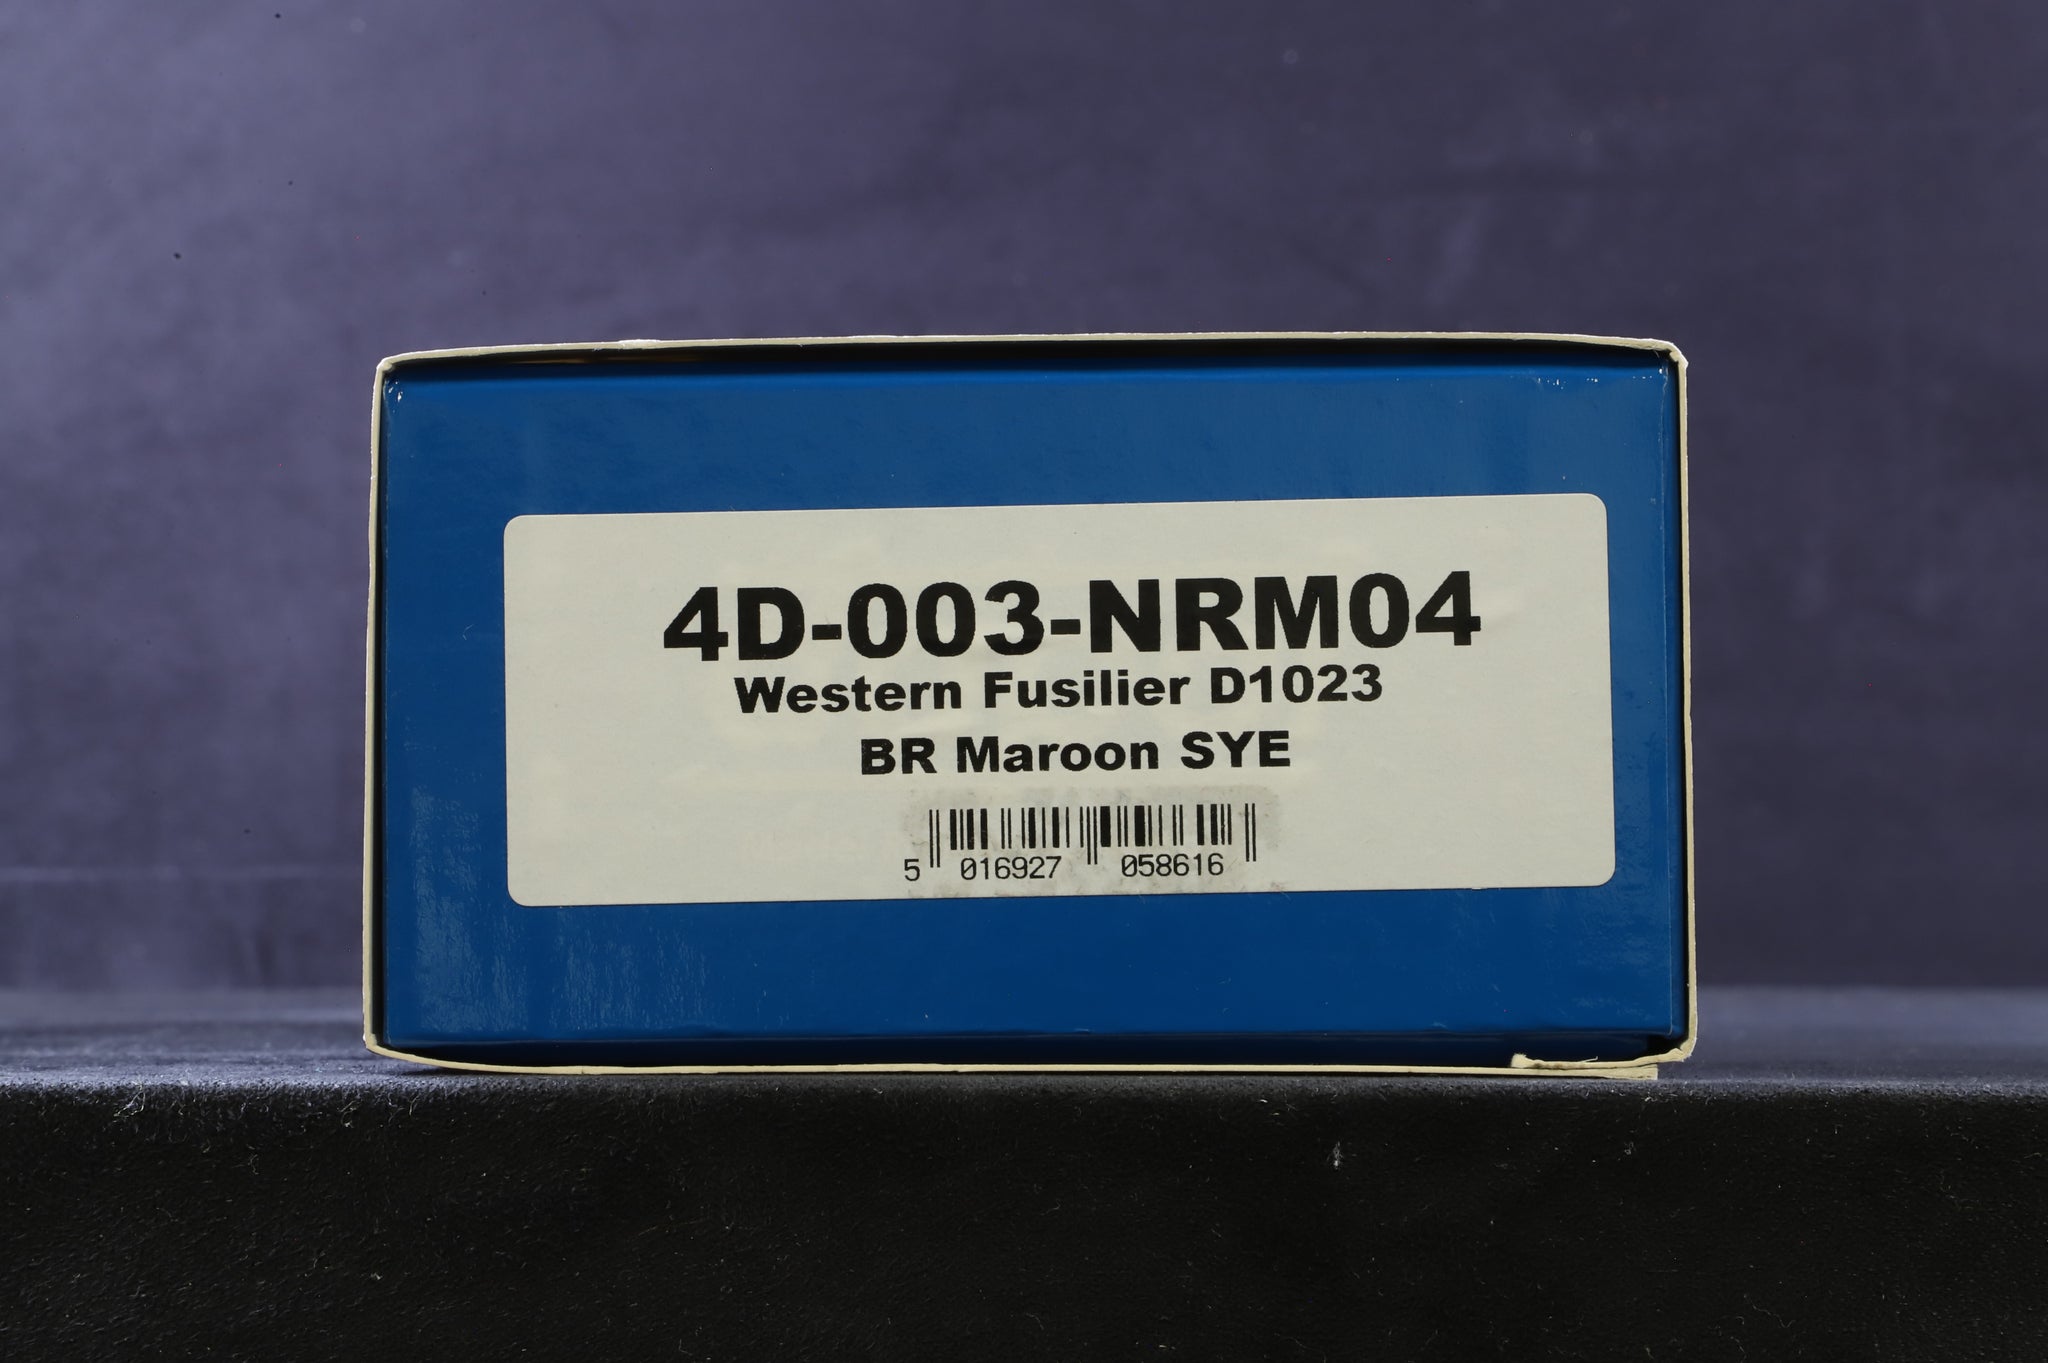 4D-003-NRM04
Western Fusilier D1023
BR Maroon SYE
5 016927 058616